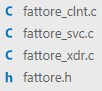 C fattore_clnt.c
C fattore_svc.c
C fattore_xdr.c
h fattore.h